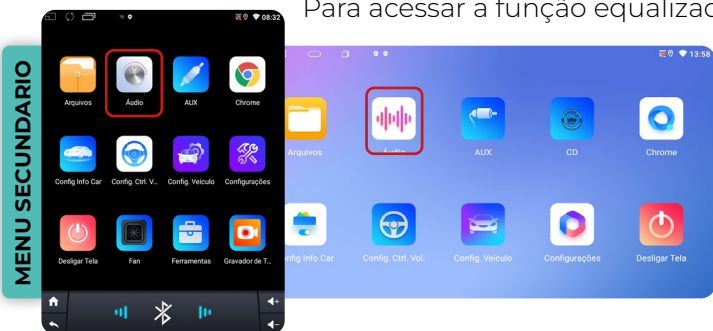 Para acessar a função equalizad
MENU SECUNDARIO
08:32
Arquivos Áudio AUX Chrome
Config Info Car Config. Ctrl. V... Config. Veículo Configurações
Desligar Tela Fan Ferramentas Gravador de T...
13:58
Arquivos Áudio AUX CD Chrome
nfig Info Car Config. Ctrl. Vol. Config. Veículo Configurações Desligar Tela